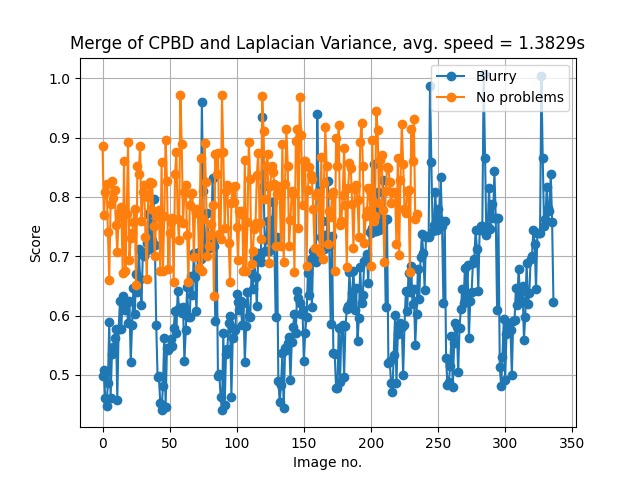 Merge of CPBD and Laplacian Variance, avg. speed = 1.3829s
Blurry
No problems
1.0
0.9
0.8
0.7
0.6
0.5
Score
0
50
100
150
200
250
300
350
Image no.